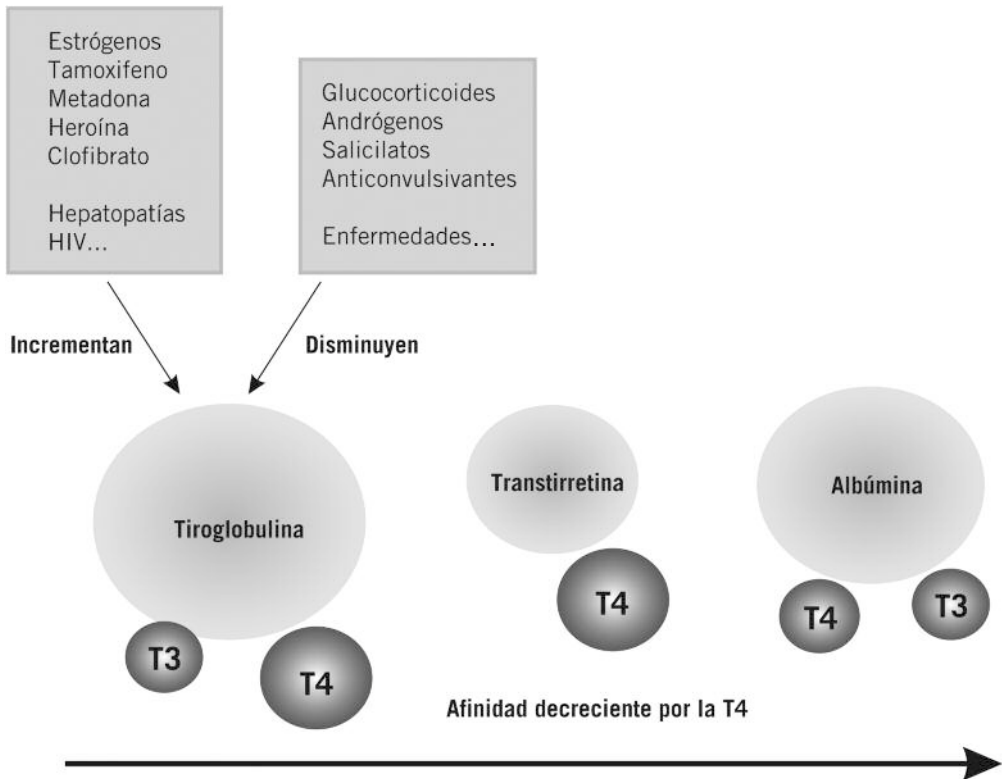 Estrógenos
Tamoxifeno
Metadona
Heroína
Clofibrato
Hepatopatías
HIV...
Glucocorticoides
Andrógenos
Salicilatos
Anticonvulsivantes
Enfermedades...
Incrementan
Disminuyen
Tiroglobulina
Transtirretina
Albúmina
T3
T4
T4
T4
T3
Afinidad decreciente por la T4